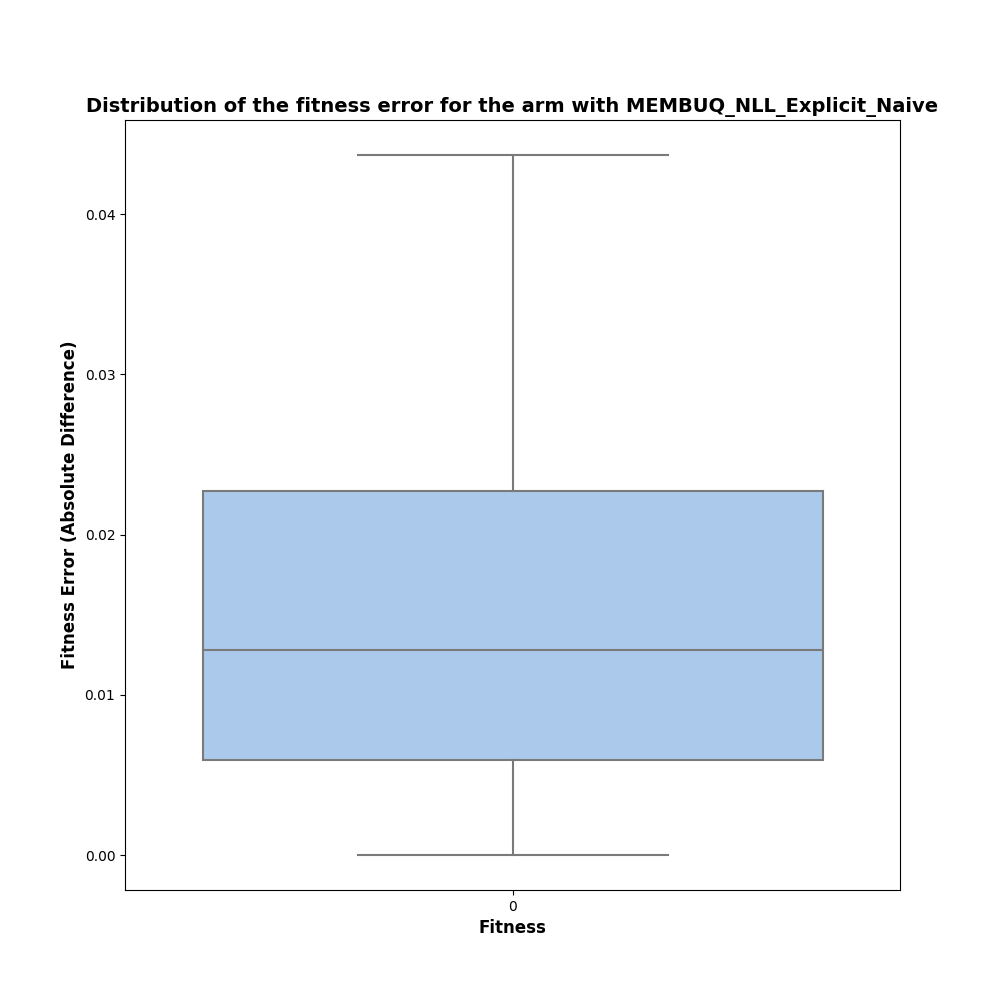 Distribution of the fitness error for the arm with MEMBUQ_NLL_Explicit_Naive
Fitness Error (Absolute Difference)
0.04
0.03
0.02
0.01
0.00
0
Fitness